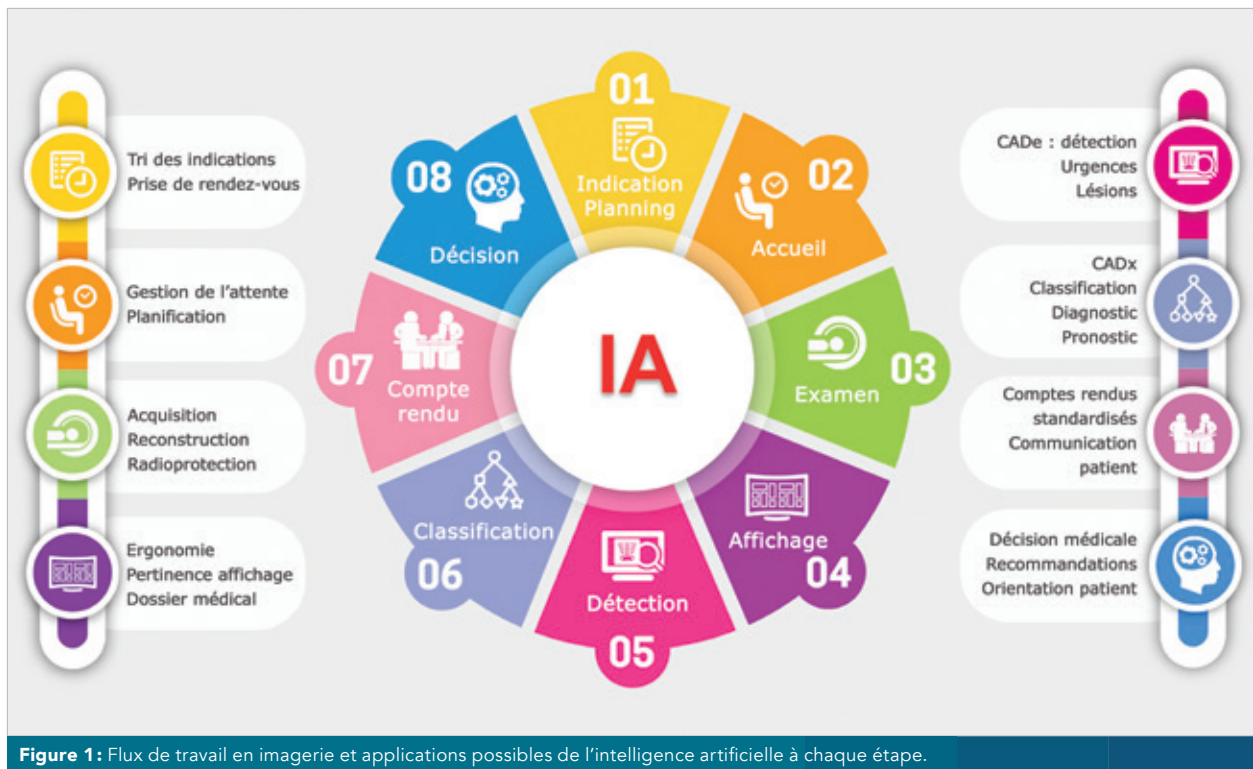 Tri des indications
Prise de rendez-vous
Gestion de l'attente
Planification
Acquisition
Reconstruction
Radioprotection
Ergonomie
Pertinence affichage
Dossier médical
01
Indication
Planning
02
Accueil
03
Examen
04
Affichage
05
Détection
06
Classification
07
Compte
rendu
08
Décision
IA
CADe : détection
Urgences
Lésions
CADx
Classification
Diagnostic
Pronostic
Comptes rendus
standardisés
Communication
patient
Décision médicale
Recommandations
Orientation patient
Figure 1: Flux de travail en imagerie et applications possibles de l'intelligence artificielle à chaque étape.